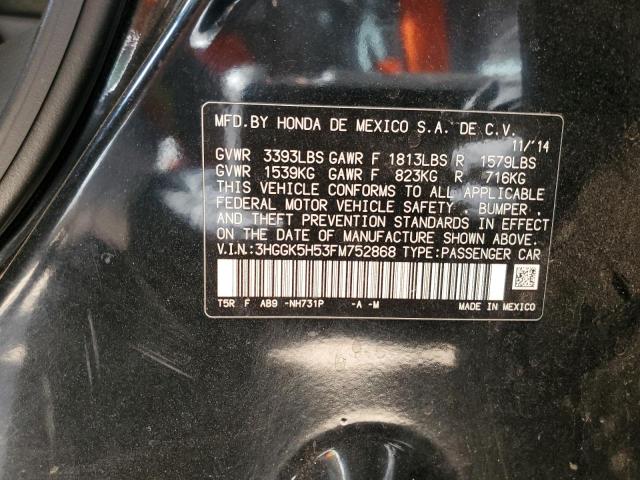 MFD.BY HONDA DE MEXICO S.A. DE C.V.
11/'14
GVWR 3393LBS GAWR F 1813LBS R 1579LBS
GVWR 1539KG GAWR F 823KG R 716KG
THIS VEHICLE CONFORMS TO ALL APPLICABLE
FEDERAL MOTOR VEHICLE SAFETY , BUMPER ,
AND THEFT PREVENTION STANDARDS IN EFFECT
ON THE DATE OF MANUFACTURE SHOWN ABOVE.
V.I.N.:3HGGK5H53FM752868 TYPE:PASSENGER CAR
T5R F AB9 -NH731P -A -M MADE IN MEXICO